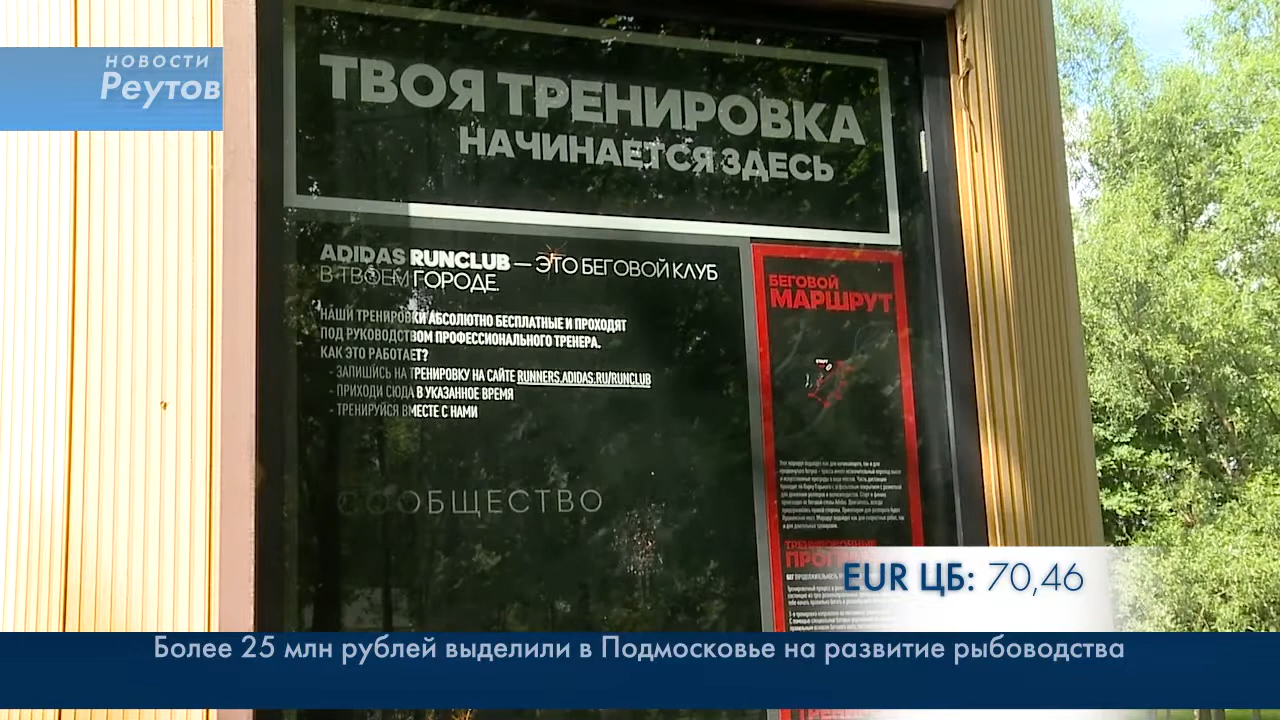 НОВОСТИ
Реутов
ТВОЯ ТРЕНИРОВКА
НАЧИНАЕТСЯ ЗДЕСЬ
ADIDAS RUNCLUB — ЭТО БЕГОВОЙ КЛУБ
В ТВОЕМ ГОРОДЕ.
НАШИ ТРЕНИРОВКИ АБСОЛЮТНО БЕСПЛАТНЫЕ И ПРОХОДЯТ
ПОД РУКОВОДСТВОМ ПРОФЕССИОНАЛЬНОГО ТРЕНЕРА.
КАК ЭТО РАБОТАЕТ?
- ЗАПИШИСЬ НА ТРЕНИРОВКУ НА САЙТЕ RUNNERS.ADIDAS.RU/RUNCLUB
- ПРИХОДИ СЮДА В УКАЗАННОЕ ВРЕМЯ
- ТРЕНИРУЙСЯ ВМЕСТЕ С НАМИ
СООБЩЕСТВО
БЕГОВОЙ
МАРШРУТ
ТРЕНИРОВОЧНЫЕ
EUR ЦБ: 70,46
Более 25 млн рублей выделили в Подмосковье на развитие рыбоводства